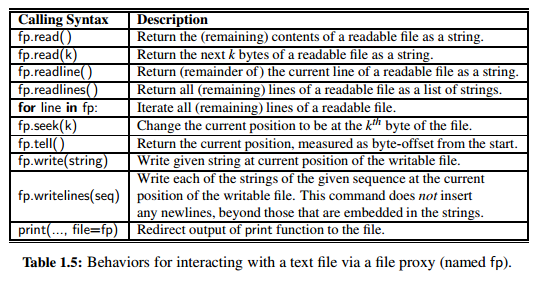 Calling Syntax Description
fp.read( ) Return the (remaining) contents of a readable file as a string.
fp.read(k) Return the next k bytes of a readable file as a string.
fp.readline( ) Return (remainder of ) the current line of a readable file as a string.
fp.readlines( ) Return all (remaining) lines of a readable file as a list of strings.
for line in fp: Iterate all (remaining) lines of a readable file.
fp.seek(k) Change the current position to be at the kth byte of the file.
fp.tell( ) Return the current position, measured as byte-offset from the start.
fp.write(string) Write given string at current position of the writable file.
fp.writelines(seq) Write each of the strings of the given sequence at the current
position of the writable file. This command does not insert
any newlines, beyond those that are embedded in the strings.
print(..., file=fp) Redirect output of print function to the file.
Table 1.5: Behaviors for interacting with a text file via a file proxy (named fp).